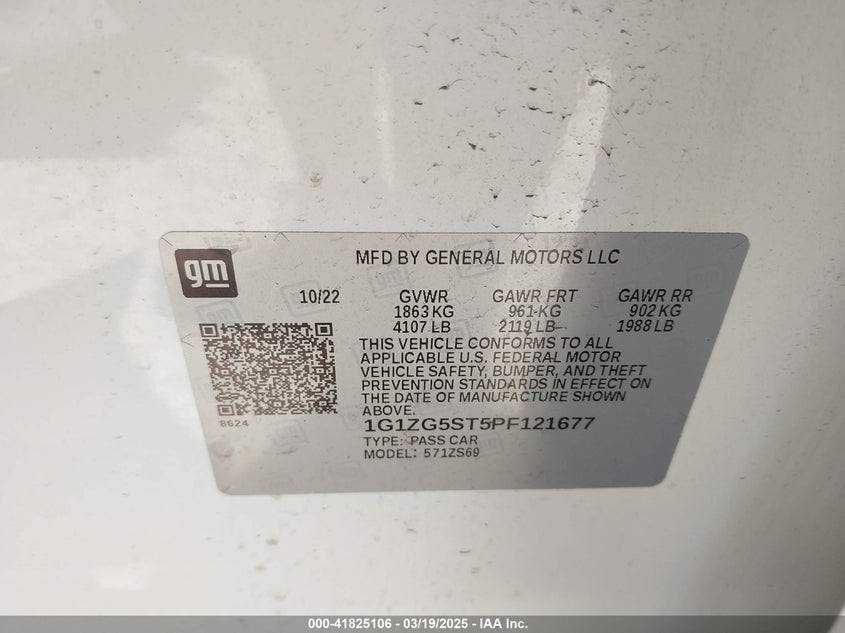 gm
MFD BY GENERAL MOTORS LLC
10/22 GVWR GAWR FRT GAWR RR
1863 KG 961 KG 902 KG
4107 LB 2119 LB 1988 LB
THIS VEHICLE CONFORMS TO ALL
APPLICABLE U.S. FEDERAL MOTOR
VEHICLE SAFETY, BUMPER, AND THEFT
PREVENTION STANDARDS IN EFFECT ON
THE DATE OF MANUFACTURE SHOWN
ABOVE.
8624
1G1ZG5ST5PF121677
TYPE: PASS CAR
MODEL: 571ZS69
000-41825106 - 03/19/2025 - IAA Inc.